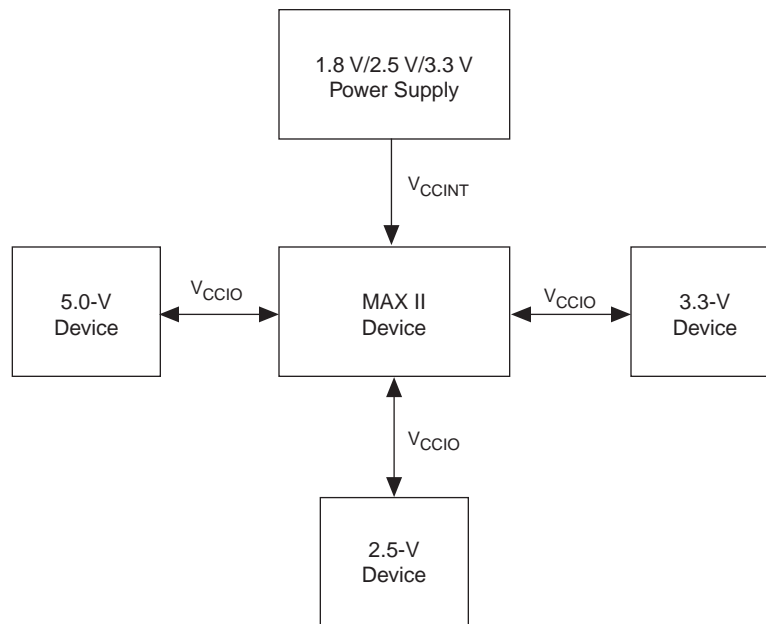 1.8 V/2.5 V/3.3 V
Power Supply
VCCINT
5.0-V
Device
VCCIO
MAX II
Device
VCCIO
3.3-V
Device
VCCIO
2.5-V
Device